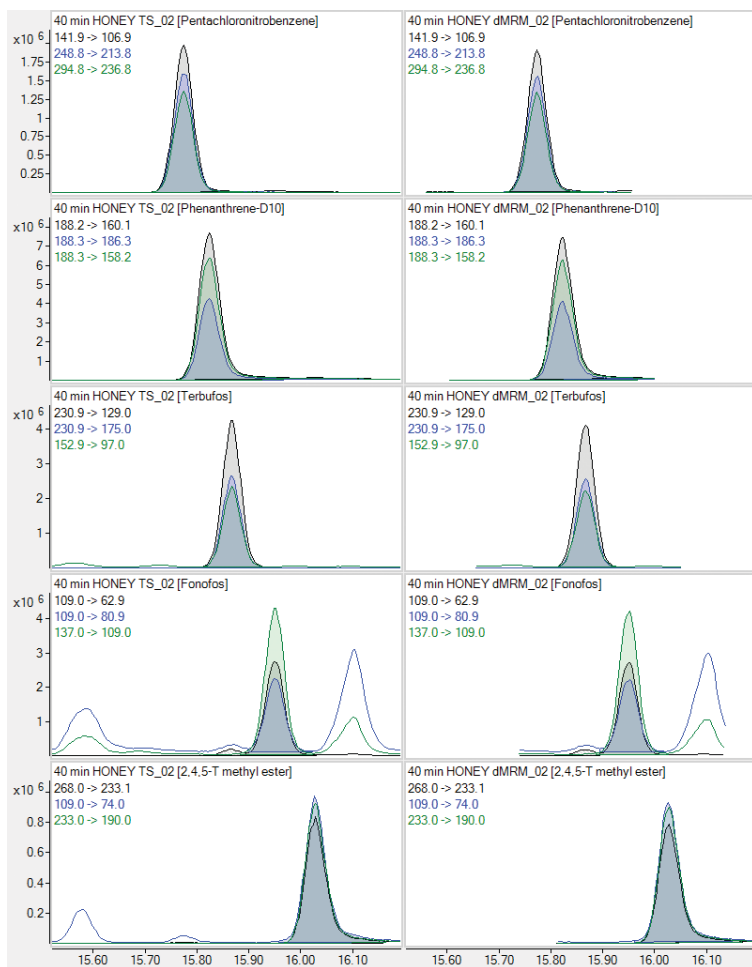 40 min HONEY TS_02 [Pentachloronitrobenzene]
x10 6
141.9 -> 106.9
248.8 -> 213.8
294.8 -> 236.8
1.75
1.5
1.25
1
0.75
0.5
0.25
40 min HONEY dMRM_02 [Pentachloronitrobenzene]
141.9 -> 106.9
248.8 -> 213.8
294.8 -> 236.8
40 min HONEY TS_02 [Phenanthrene-D10]
x10 6
188.2 -> 160.1
188.3 -> 186.3
188.3 -> 158.2
7
6
5
4
3
2
1
40 min HONEY dMRM_02 [Phenanthrene-D10]
188.2 -> 160.1
188.3 -> 186.3
188.3 -> 158.2
40 min HONEY TS_02 [Terbufos]
x10 6
230.9 -> 129.0
230.9 -> 175.0
152.9 -> 97.0
4
3
2
1
40 min HONEY dMRM_02 [Terbufos]
230.9 -> 129.0
230.9 -> 175.0
152.9 -> 97.0
40 min HONEY TS_02 [Fonofos]
x10 6
109.0 -> 62.9
109.0 -> 80.9
137.0 -> 109.0
4
3
2
1
40 min HONEY dMRM_02 [Fonofos]
109.0 -> 62.9
109.0 -> 80.9
137.0 -> 109.0
40 min HONEY TS_02 [2,4,5-T methyl ester]
x10 6
268.0 -> 233.1
109.0 -> 74.0
233.0 -> 190.0
0.8
0.6
0.4
0.2
40 min HONEY dMRM_02 [2,4,5-T methyl ester]
268.0 -> 233.1
109.0 -> 74.0
233.0 -> 190.0
15.60 15.70 15.80 15.90 16.00 16.10
15.60 15.70 15.80 15.90 16.00 16.10